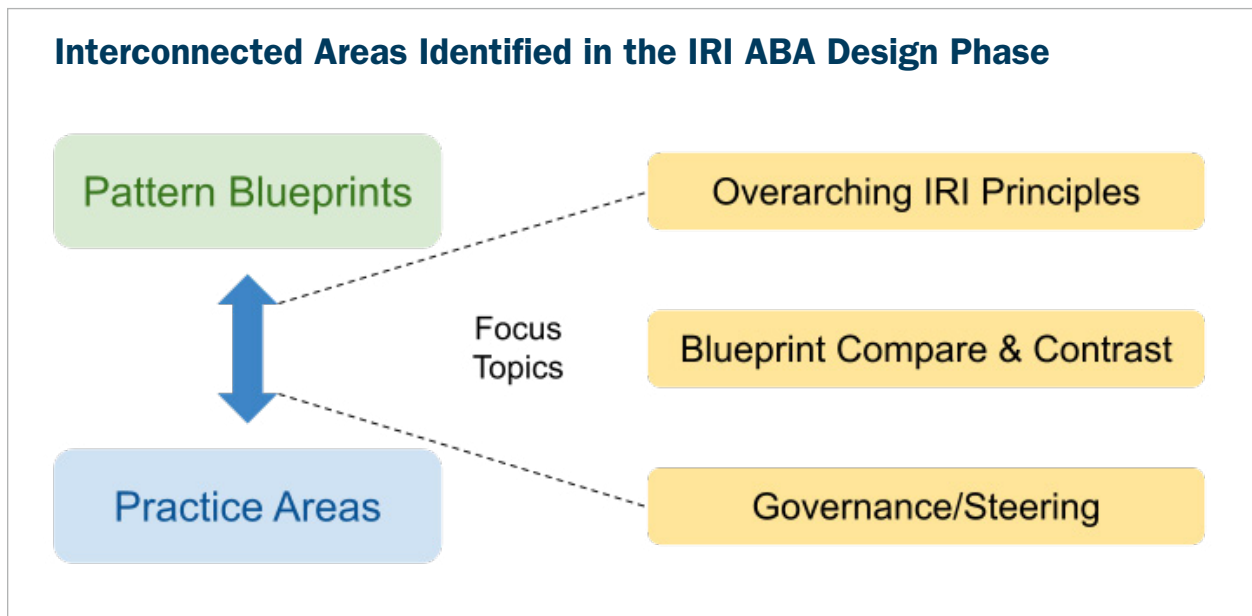 Interconnected Areas Identified in the IRI ABA Design Phase
Pattern Blueprints
Practice Areas
Focus
Topics
Overarching IRI Principles
Blueprint Compare & Contrast
Governance/Steering